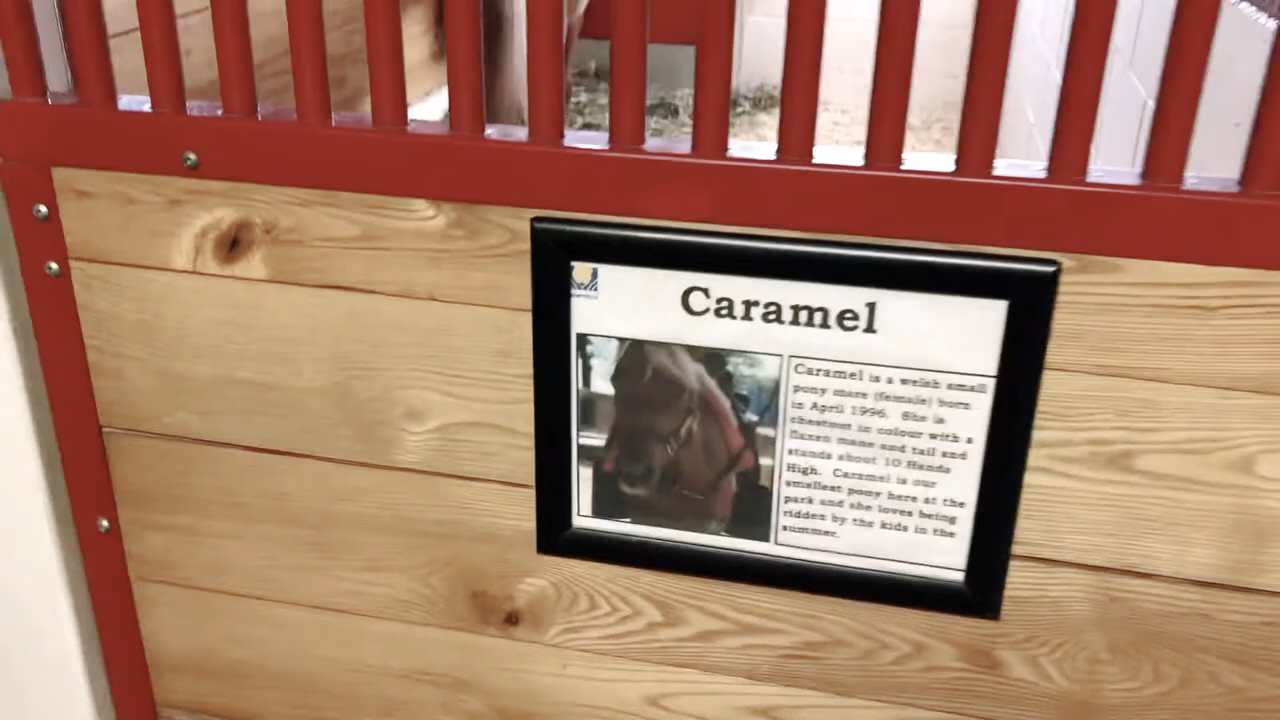 Caramel
Caramel is a welsh small
pony mare (female) born
in April 1996. She is
chestnut in colour with a
flaxen mane and tail and
stands about 10 Hands
High. Caramel is our
smallest pony here at the
park and she loves being
ridden by the kids in the
summer.